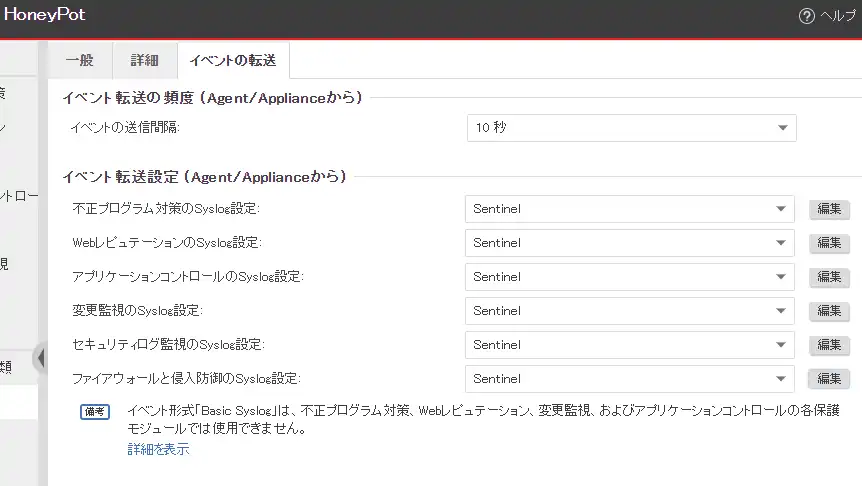 HoneyPot
ヘルプ
一般
詳細
イベントの転送
イベント転送の頻度 (Agent/Applianceから)
イベントの送信間隔:
10 秒
イベント転送設定 (Agent/Applianceから)
不正プログラム対策のSyslog設定:
Sentinel
編集
WebレピュテーションのSyslog設定:
Sentinel
編集
アプリケーションコントロールのSyslog設定:
Sentinel
編集
変更監視のSyslog設定:
Sentinel
編集
セキュリティログ監視のSyslog設定:
Sentinel
編集
ファイアウォールと侵入防御のSyslog設定:
Sentinel
編集
備考
イベント形式「Basic Syslog」は、不正プログラム対策、Webレピュテーション、変更監視、およびアプリケーションコントロールの各保護
モジュールでは使用できません。
詳細を表示
策
ン
ントロー
視
類